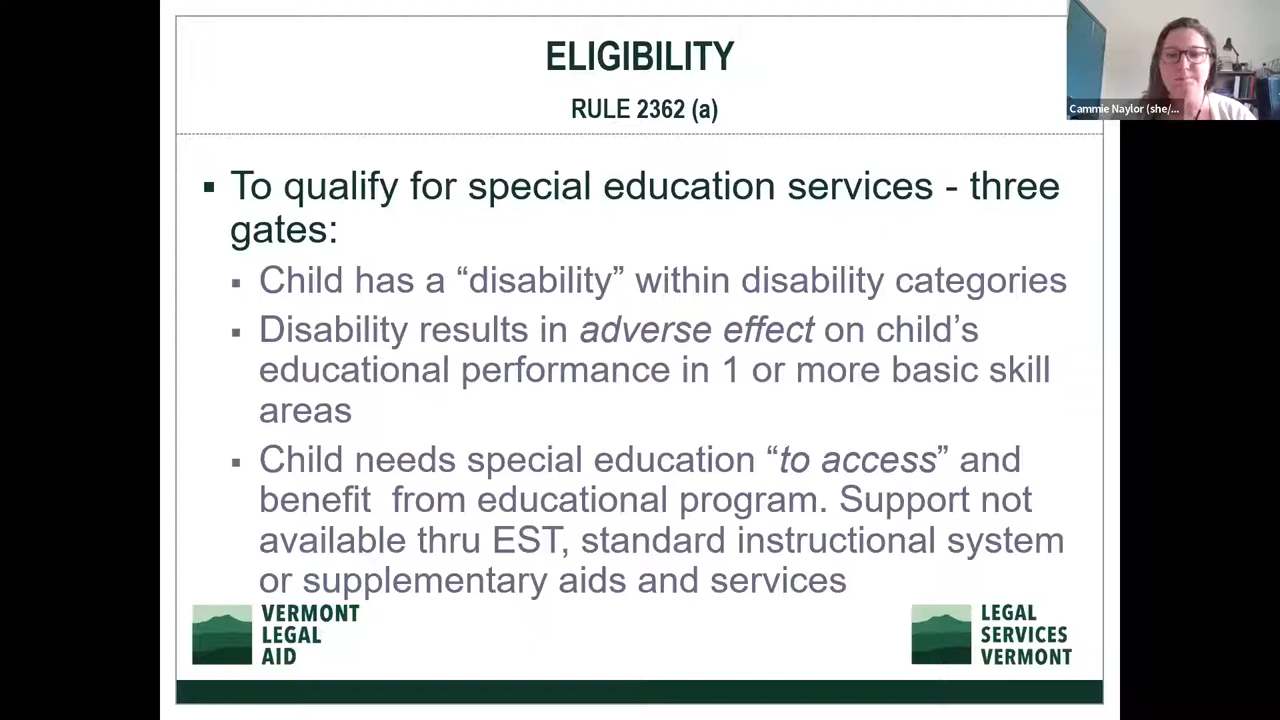 ELIGIBILITY
RULE 2362 (a)
Cammie Naylor (she/...
▪ To qualify for special education services - three
gates:
▪ Child has a “disability” within disability categories
▪ Disability results in adverse effect on child’s
educational performance in 1 or more basic skill
areas
▪ Child needs special education “to access” and
benefit  from educational program. Support not
available thru EST, standard instructional system
or supplementary aids and services
VERMONT
LEGAL
AID
LEGAL
SERVICES
VERMONT